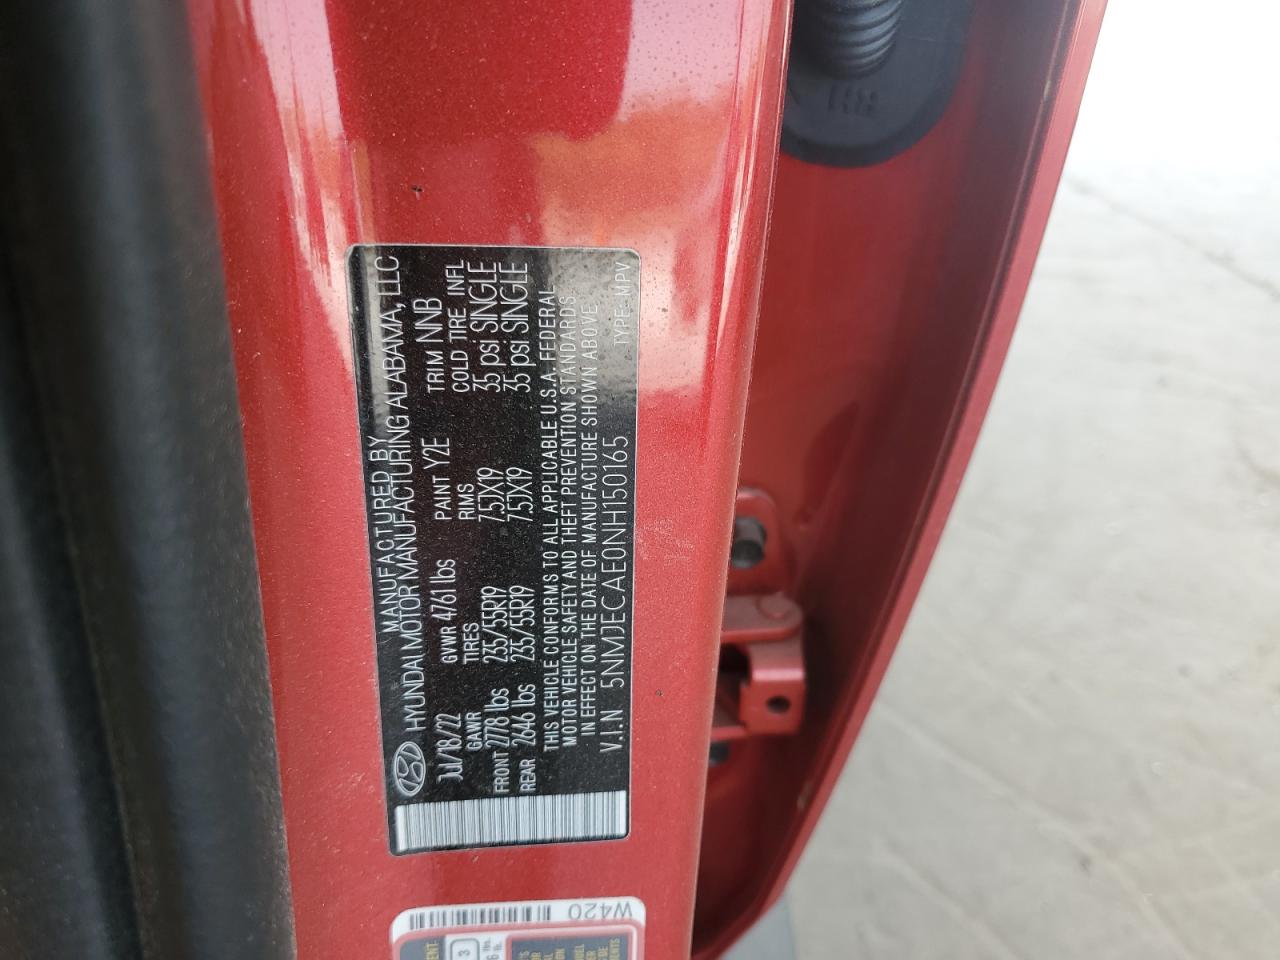 MANUFACTURED BY
HYUNDAI MOTOR MANUFACTURING ALABAMA, LLC
Jul/18/22 GVWR 4761 lbs PAINT Y2E TRIM NNB
GAWR TIRES RIMS COLD TIRE INFL
FRONT 2778 lbs 235/55R19 7.5JX19 35 psi SINGLE
REAR 2646 lbs 235/55R19 7.5JX19 35 psi SINGLE
THIS VEHICLE CONFORMS TO ALL APPLICABLE U.S.A. FEDERAL
MOTOR VEHICLE SAFETY AND THEFT PREVENTION STANDARDS
IN EFFECT ON THE DATE OF MANUFACTURE SHOWN ABOVE
V.I.N 5NMJECAE0NH150165
TYPE: MPV
W420
3